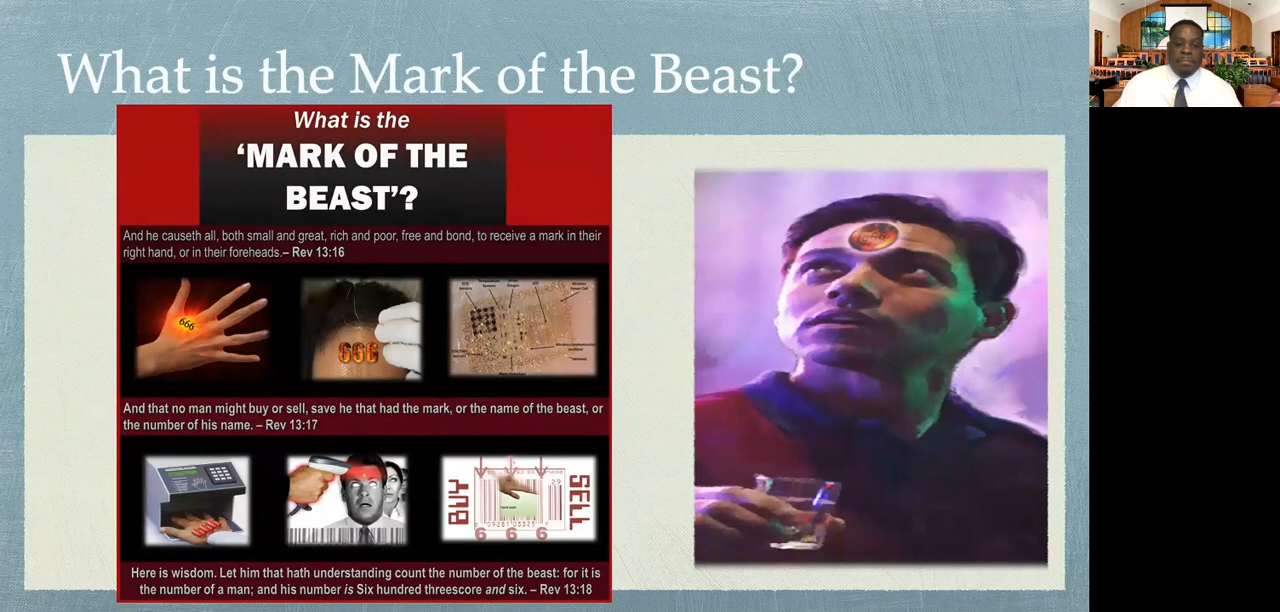 What is the Mark of the Beast?
What is the
‘MARK OF THE
BEAST’?
And he causeth all, both small and great, rich and poor, free and bond, to receive a mark in their
right hand, or in their foreheads.– Rev 13:16
666
666
And that no man might buy or sell, save he that had the mark, or the name of the beast, or
the number of his name. – Rev 13:17
BUY
SELL
6 6 6
Here is wisdom. Let him that hath understanding count the number of the beast: for it is
the number of a man; and his number is Six hundred threescore and six. – Rev 13:18